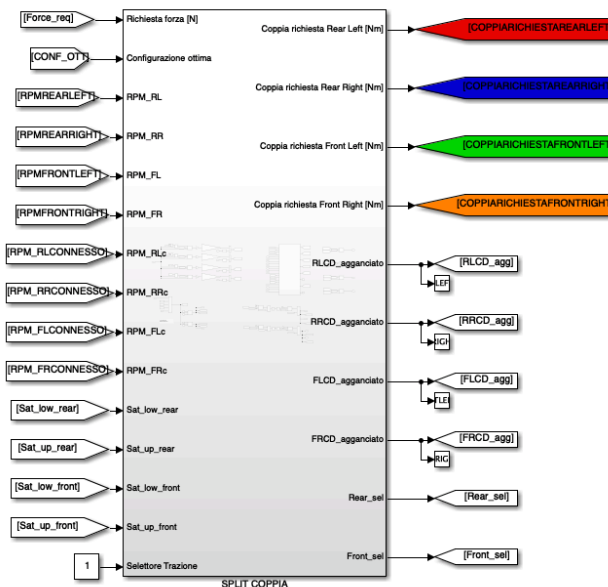 [Force_req]
Richiesta forza [N]
Coppia richiesta Rear Left [Nm]
[COPPIARICHIESTAREARLEFT
[CONF_OTT]
Configurazione ottima
Coppia richiesta Rear Right [Nm]
[COPPIARICHIESTAREARRIGHT
[RPMREARLEFT]
RPM_RL
[RPMREARRIGHT]
RPM_RR
Coppia richiesta Front Left [Nm]
[COPPIARICHIESTAFRONTLEFT
[RPMFRONTLEFT]
RPM_FL
[RPMFRONTRIGHT]
RPM_FR
Coppia richiesta Front Right [Nm]
[COPPIARICHIESTAFRONTRIGHT
[RPM_RLCONNESSO]
RPM_RLc
RLCD_agganciato
[RLCD_agg]
LEF
[RPM_RRCONNESSO]
RPM_RRc
RRCD_agganciato
[RRCD_agg]
RIGH
[RPM_FLCONNESSO]
RPM_FLc
[RPM_FRCONNESSO]
RPM_FRc
FLCD_agganciato
[FLCD_agg]
[Sat_low_rear]
Sat_low_rear
FRCD_agganciato
[FRCD_agg]
RIG
[Sat_up_rear]
Sat_up_rear
[Sat_low_front]
Sat_low_front
Rear_sel
[Rear_sel]
[Sat_up_front]
Sat_up_front
Front_sel
[Front_sel]
1
Selettore Trazione
SPLIT COPPIA